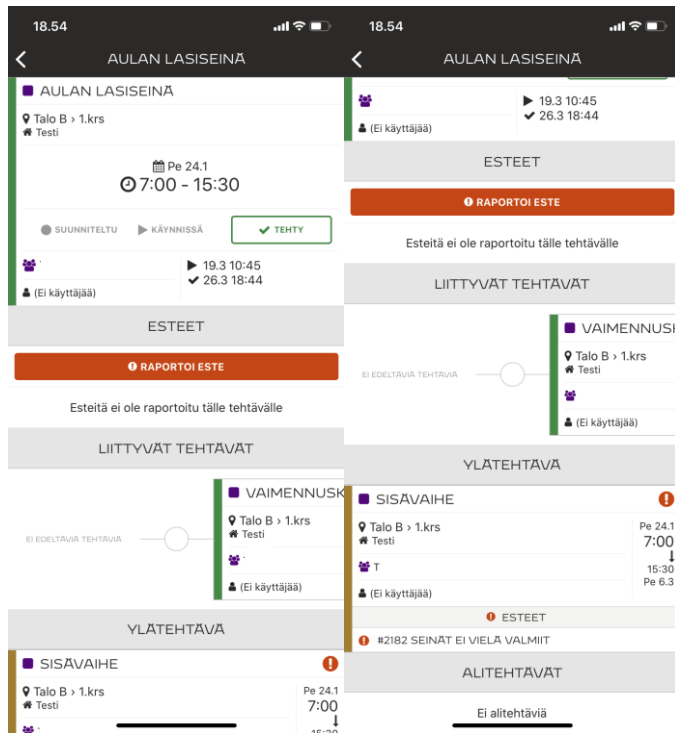 18.54
AULAN LASISEINÄ
AULAN LASISEINÄ
Talo B › 1.krs
Testi
Pe 24.1
7:00 - 15:30
SUUNNITELTU KÄYNNISSÄ TEHTY
19.3 10:45
26.3 18:44
(Ei käyttäjää)
ESTEET
RAPORTOI ESTE
Esteitä ei ole raportoitu tälle tehtävälle
LIITTYVÄT TEHTÄVÄT
VAIMENNUSK
Talo B › 1.krs
Testi
EI EDELTÄVIÄ TEHTÄVIÄ
(Ei käyttäjää)
YLÄTEHTÄVÄ
SISÄVAIHE
Talo B › 1.krs
Testi
Pe 24.1
7:00
15:30
18.54
AULAN LASISEINÄ
19.3 10:45
26.3 18:44
(Ei käyttäjää)
ESTEET
RAPORTOI ESTE
Esteitä ei ole raportoitu tälle tehtävälle
LIITTYVÄT TEHTÄVÄT
VAIMENNUSK
Talo B › 1.krs
Testi
EI EDELTÄVIÄ TEHTÄVIÄ
(Ei käyttäjää)
YLÄTEHTÄVÄ
SISÄVAIHE
Talo B › 1.krs
Testi
T
(Ei käyttäjää)
Pe 24.1
7:00
15:30
Pe 6.3
ESTEET
#2182 SEINÄT EI VIELÄ VALMIIT
ALITEHTÄVÄT
Ei alitehtäviä